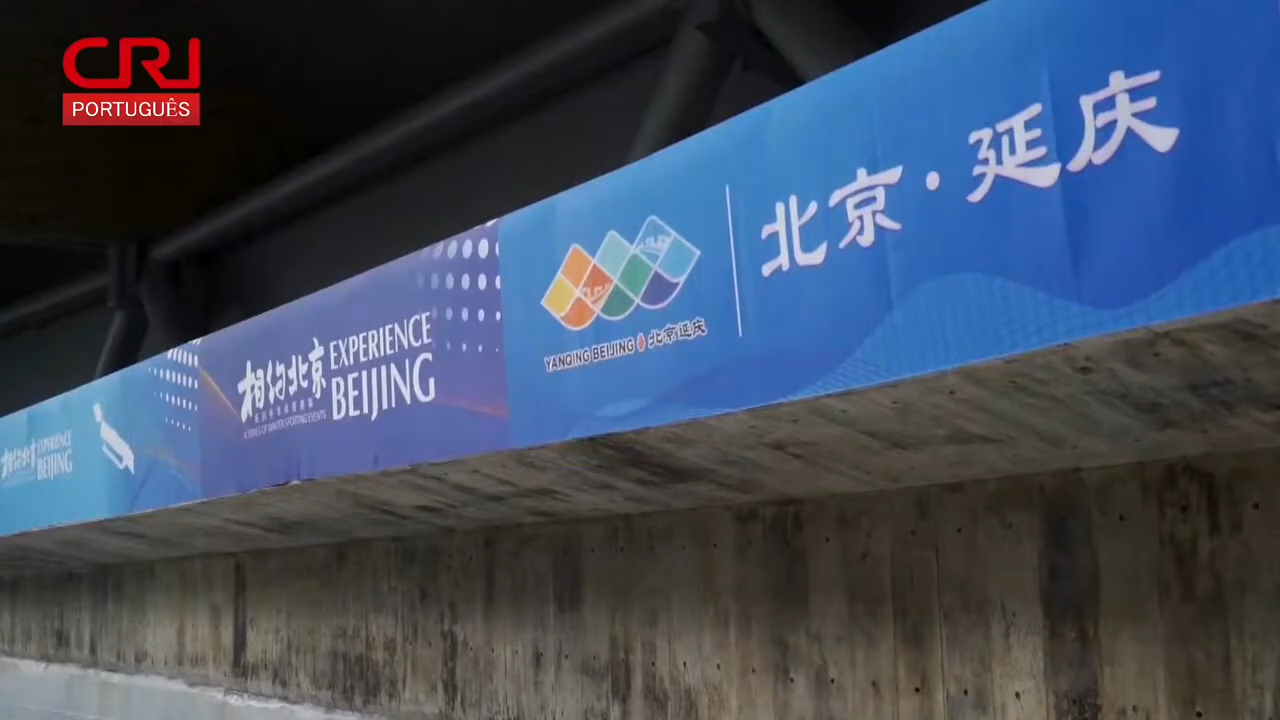 CRI
PORTUGUÊS
相约北京
EXPERIENCE
BEIJING
相约北京
EXPERIENCE
BEIJING
A SERIES OF WINTER SPORTING EVENTS
YANQING BEIJING 北京延庆
北京·延庆